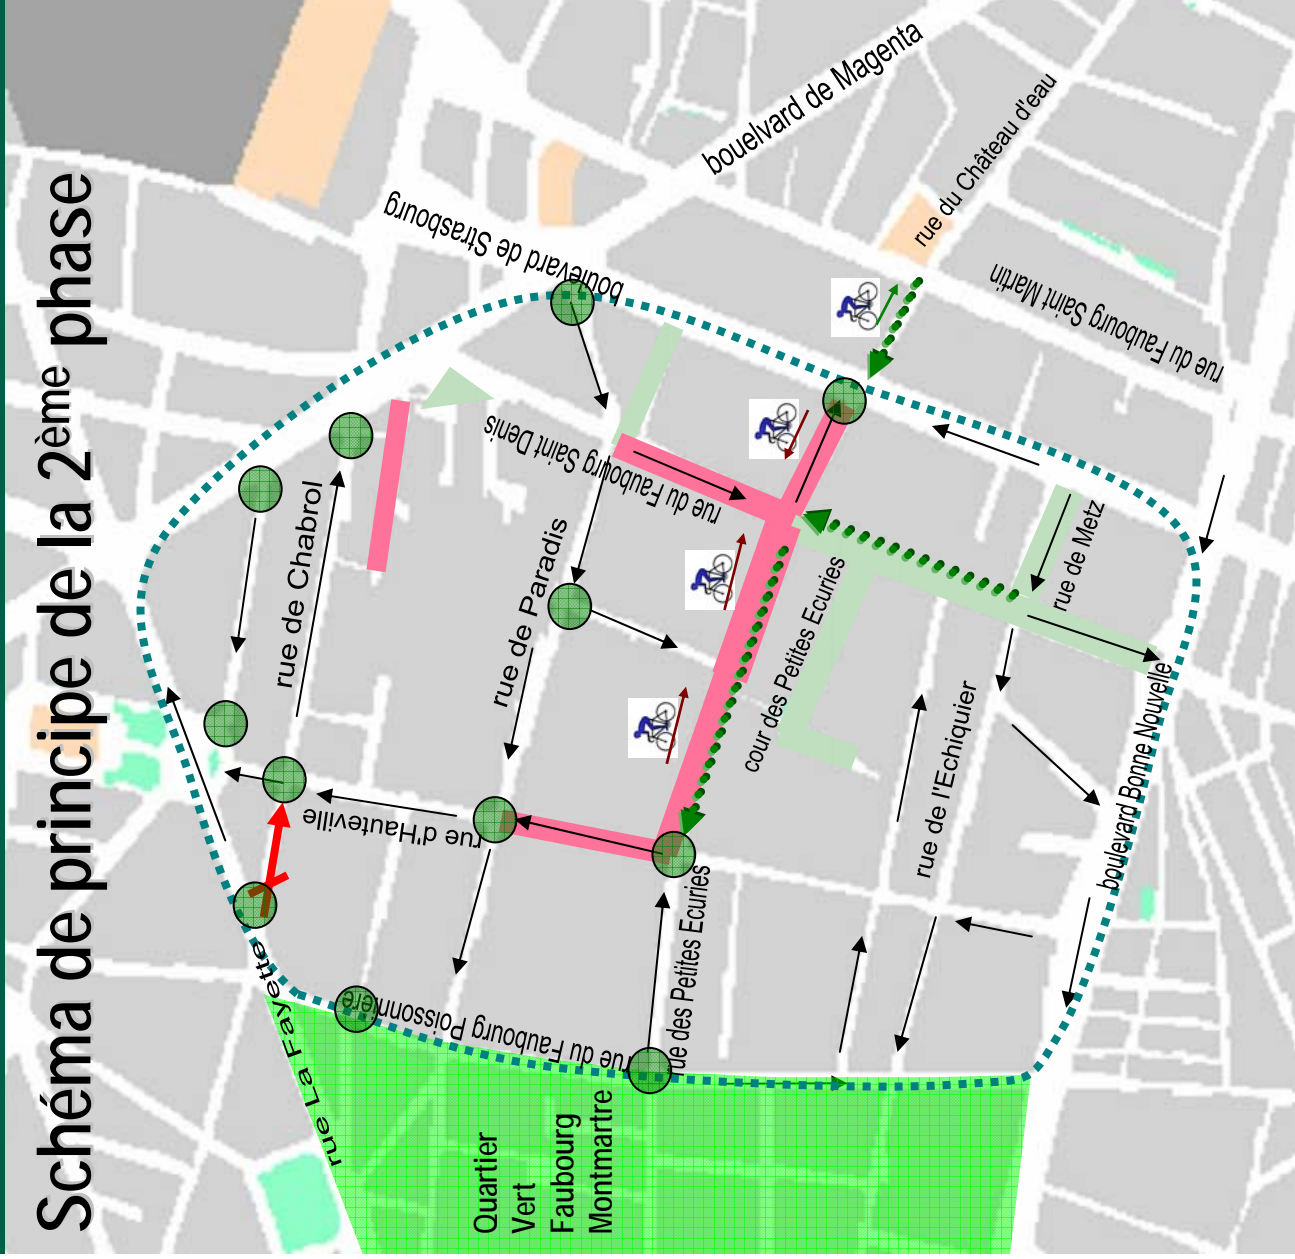 Schéma de principe de la 2ème phase
bouelvard de Magenta
rue du Château d'eau
boulevard de Strasbourg
rue du Faubourg Saint Martin
rue du Faubourg Saint Denis
rue de Chabrol
rue de Paradis
rue de Metz
cour des Petites Ecuries
rue d'Hauteville
rue de l'Echiquier
boulevard Bonne Nouvelle
rue des Petites Ecuries
Rue du Faubourg Poissonnière
rue La Fayette
Quartier
Vert
Faubourg
Montmartre